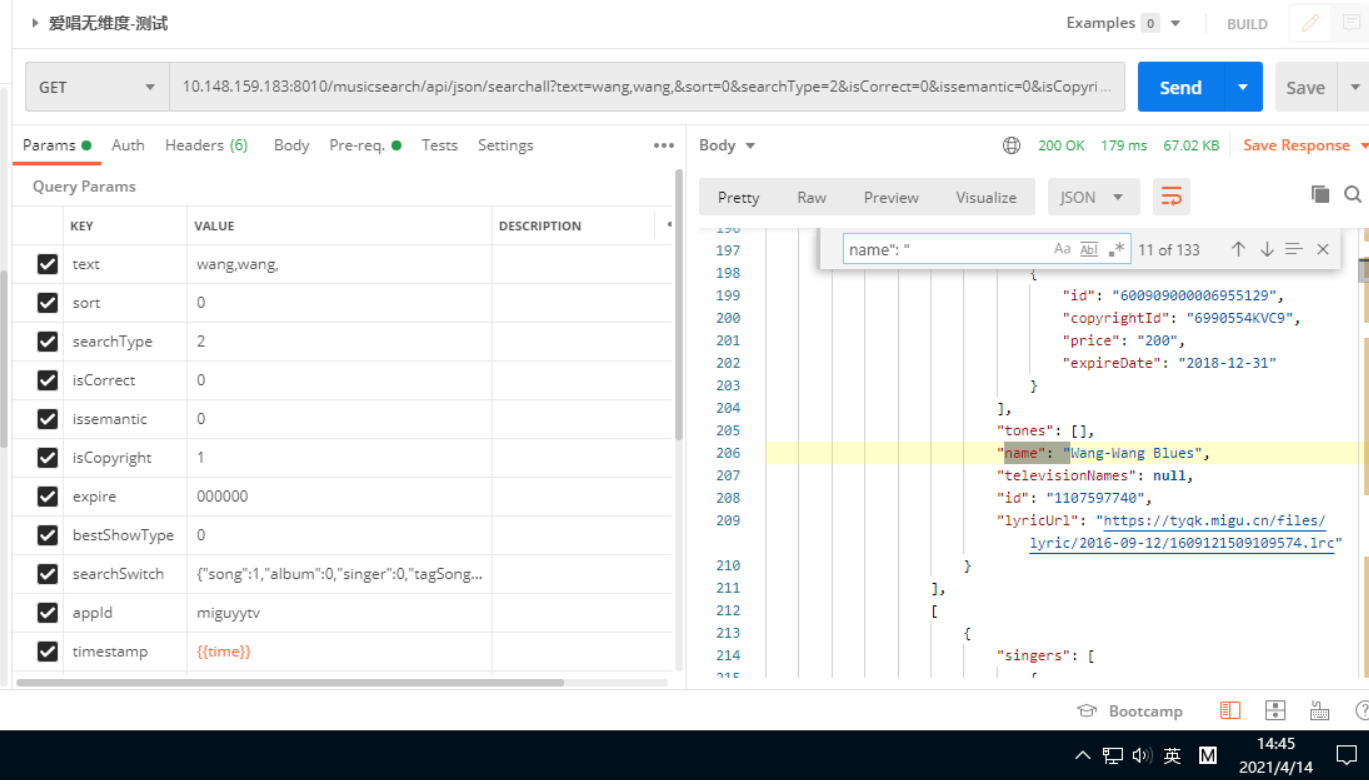 爱唱无维度-测试
Examples 0
BUILD
GET
10.148.159.183:8010/musicsearch/api/json/searchall?text=wang,wang,&sort=0&searchType=2&isCorrect=0&issemantic=0&isCopyri...
Send
Save
Params
Auth
Headers (6)
Body
Pre-req.
Tests
Settings
Query Params
KEY VALUE DESCRIPTION
text wang,wang,
sort 0
searchType 2
isCorrect 0
issemantic 0
isCopyright 1
expire 000000
bestShowType 0
searchSwitch {"song":1,"album":0,"singer":0,"tagSong...
appId miguyytv
timestamp {{time}}
Body
200 OK 179 ms 67.02 KB Save Response
Pretty Raw Preview Visualize JSON
name": " Aa Abl .* 11 of 133
196
197
198 {
199 "id": "600909000006955129",
200 "copyrightId": "6990554KVC9",
201 "price": "200",
202 "expireDate": "2018-12-31"
203 }
204 ],
205 "tones": [],
206 "name": "Wang-Wang Blues",
207 "televisionNames": null,
208 "id": "1107597740",
209 "lyricUrl": "https://tyqk.migu.cn/files/
lyric/2016-09-12/1609121509109574.lrc"
210 }
211 ],
212 [
213 {
214 "singers": [
215 {
Bootcamp
英 M 14:45
2021/4/14